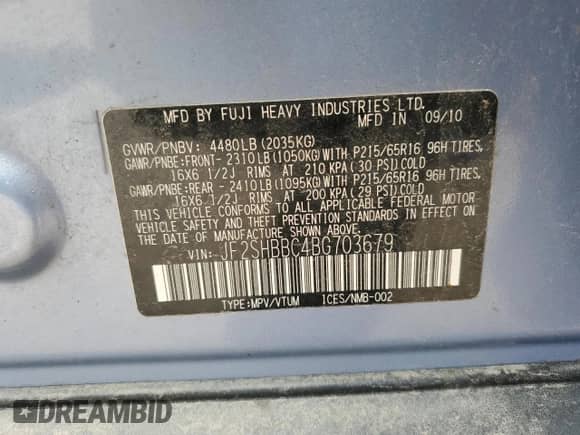 MFD BY FUJI HEAVY INDUSTRIES LTD.
MFD IN 09/10
GVWR/PNBV: 4480LB (2035KG)
GAWR/PNBE:FRONT- 2310LB (1050KG)WITH P215/65R16 96H TIRES,
16X6 1/2J RIMS AT 210 KPA (30 PSI)COLD
GAWR/PNBE:REAR - 2410LB (1095KG)WITH P215/65R16 96H TIRES,
16X6 1/2J RIMS AT 200 KPA (29 PSI)COLD
THIS VEHICLE CONFORMS TO ALL APPLICABLE FEDERAL MOTOR
VEHICLE SAFETY AND THEFT PREVENTION STANDARDS IN EFFECT
ON THE DATE OF MANUFACTURE SHOWN ABOVE.
VIN:-JF2SHBBC4BG703679
TYPE:MPV/VTUM ICES/NMB-002
DREAMBID